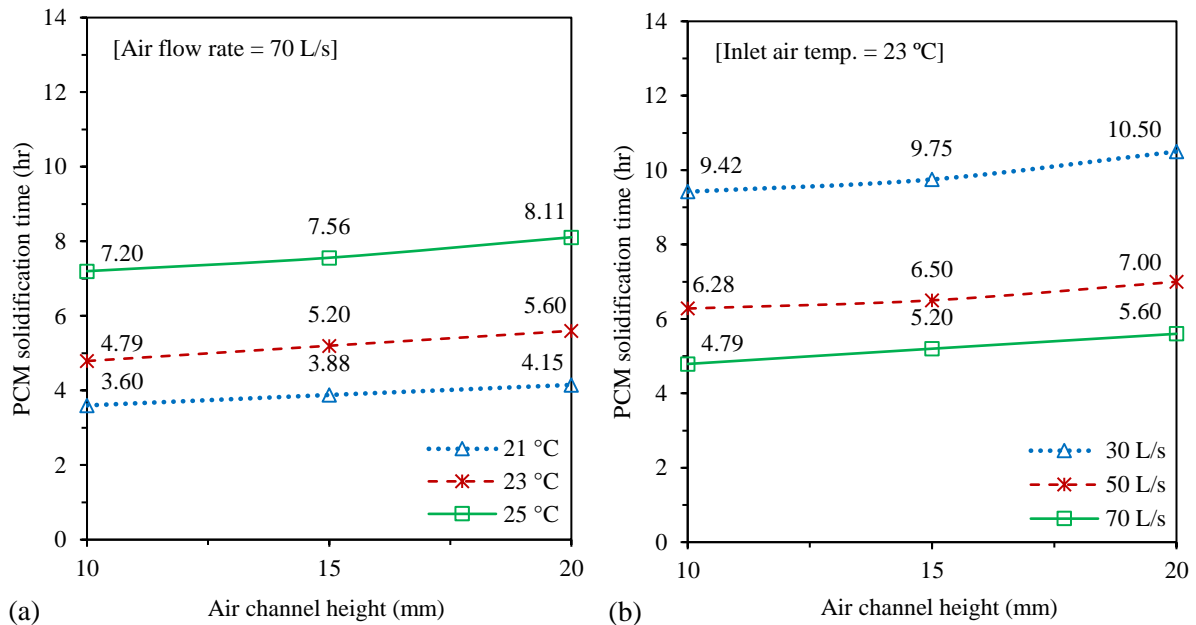 14
12
10
8
6
4
2
0
PCM solidification time (hr)
[Air flow rate = 70 L/s]
7.20
7.56
8.11
4.79
5.20
5.60
3.60
3.88
4.15
21 °C
23 °C
25 °C
10
15
20
Air channel height (mm)
(a)
14
12
10
8
6
4
2
0
PCM solidification time (hr)
[Inlet air temp. = 23 ºC]
9.42
9.75
10.50
6.28
6.50
7.00
4.79
5.20
5.60
30 L/s
50 L/s
70 L/s
10
15
20
Air channel height (mm)
(b)